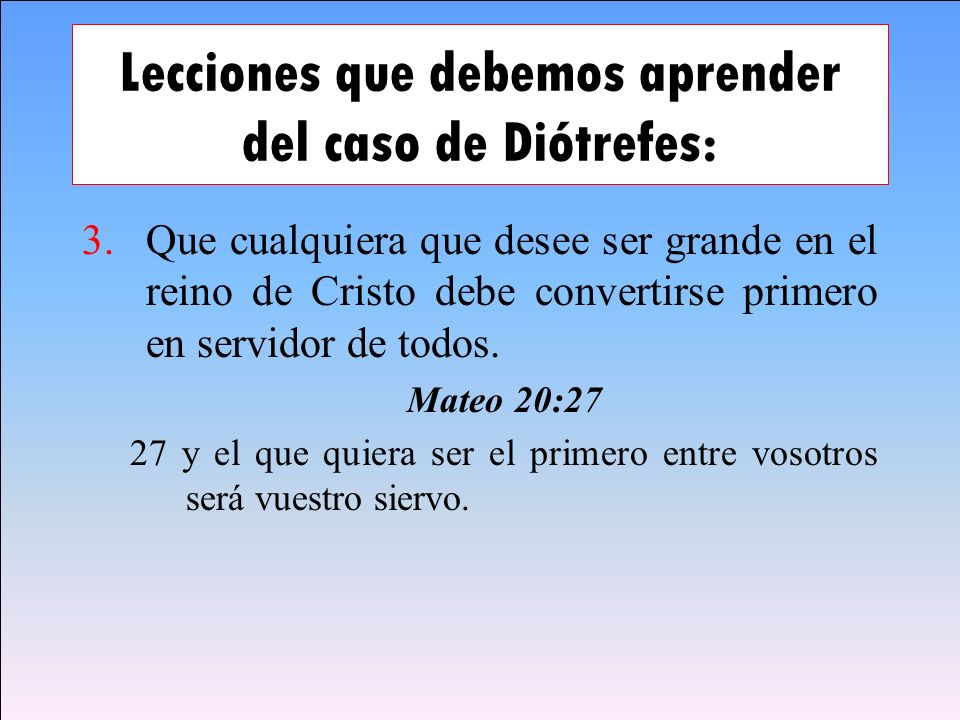 Lecciones que debemos aprender
del caso de Diótrefes:
3. Que cualquiera que desee ser grande en el
reino de Cristo debe convertirse primero
en servidor de todos.
Mateo 20:27
27 y el que quiera ser el primero entre vosotros
será vuestro siervo.